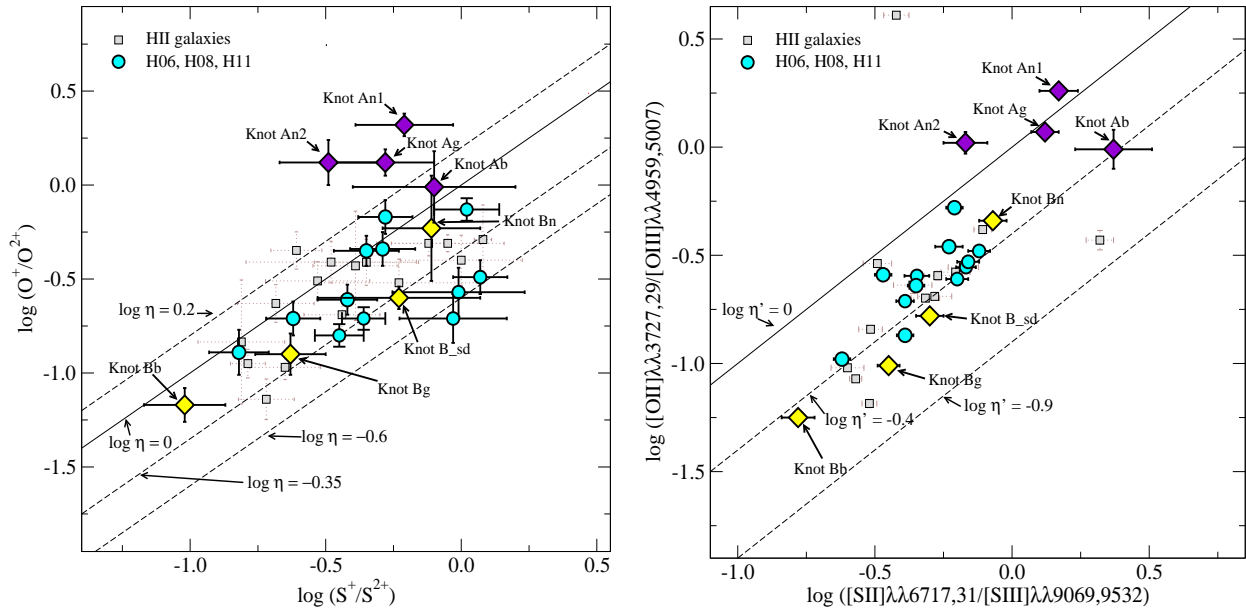 HII galaxies
H06, H08, H11
Knot An1
Knot An2
Knot Ag
Knot Ab
Knot Bn
Knot B_sd
Knot Bg
Knot Bb
log η = 0.2
log η = 0
log η = −0.6
log η = −0.35
0.5
0.0
-0.5
-1.0
-1.5
-1.0
-0.5
0.0
0.5
log (O⁺/O²⁺)
log (S⁺/S²⁺)
HII galaxies
H06, H08, H11
Knot An1
Knot Ag
Knot An2
Knot Ab
Knot Bn
Knot B_sd
Knot Bg
Knot Bb
log η' = 0
log η' = -0.4
log η' = -0.9
0.5
0.0
-0.5
-1.0
-1.5
-1.0
-0.5
0.0
0.5
log ([OII]λλ3727,29/[OIII]λλ4959,5007)
log ([SII]λλ6717,31/[SIII]λλ9069,9532)